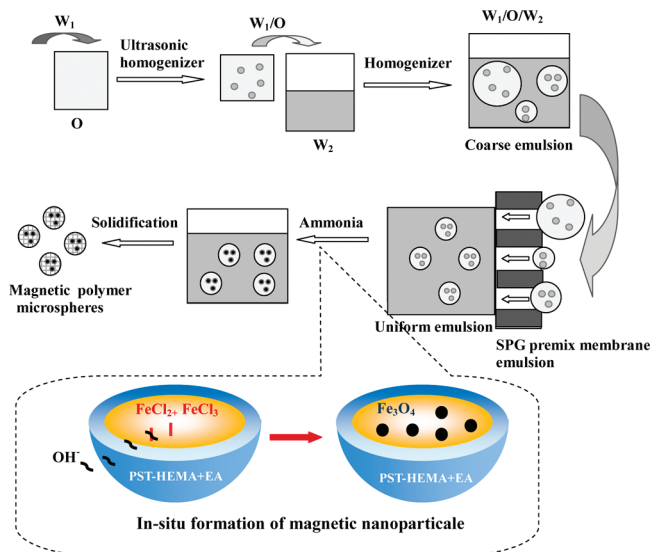 W₁
W₁/O
W₁/O/W₂
Ultrasonic
homogenizer
Homogenizer
O
W₂
Coarse emulsion
Solidification
Ammonia
Magnetic polymer
microspheres
Uniform emulsion
SPG premix membrane
emulsion
FeCl₂₊ FeCl₃
Fe₃O₄
OH⁻
PST-HEMA+EA
PST-HEMA+EA
In-situ formation of magnetic nanoparticale